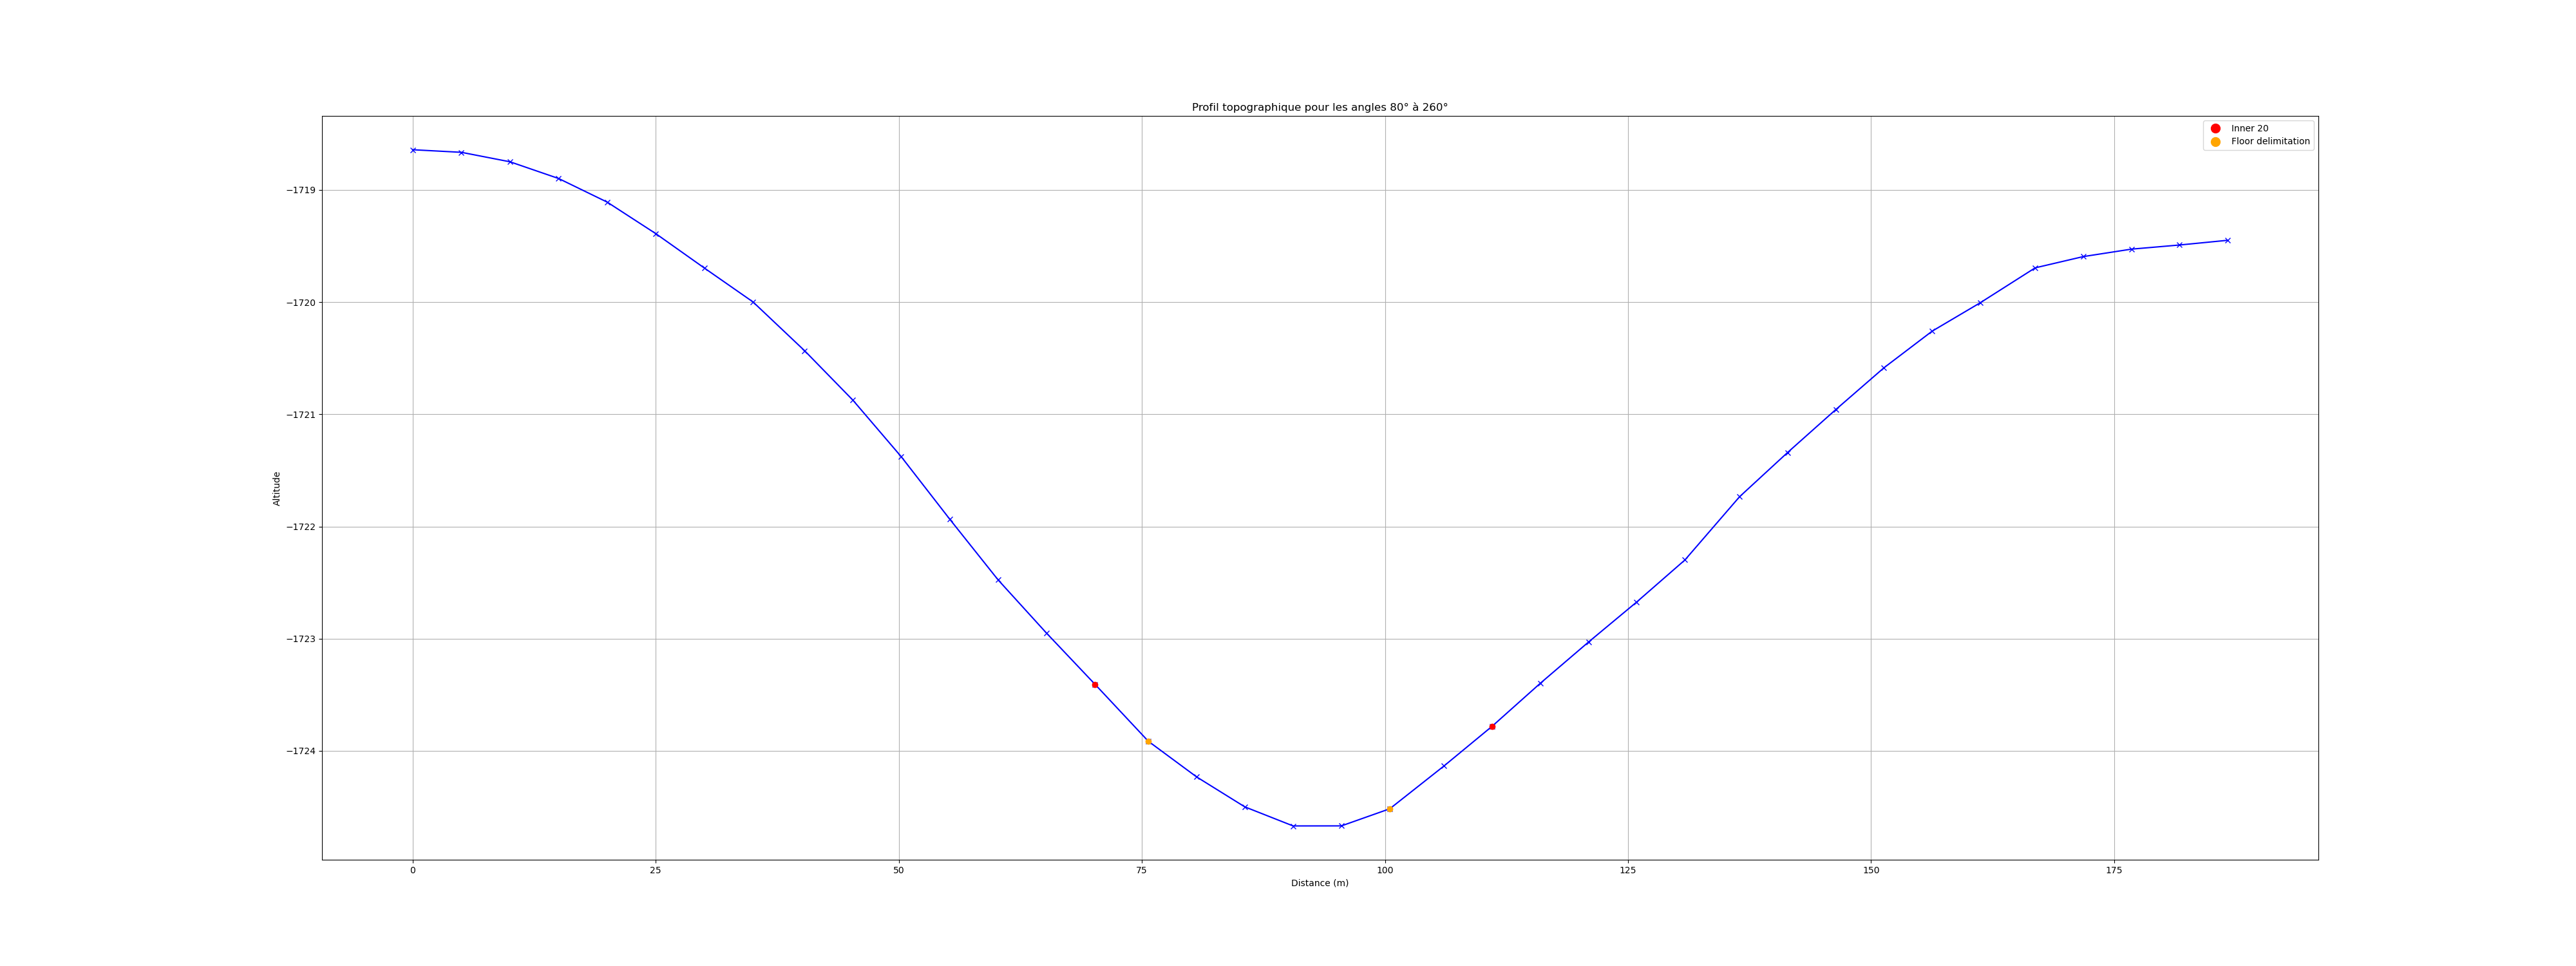 Profil topographique pour les angles 80° à 260°
Inner 20
Floor delimitation
−1719
−1720
−1721
−1722
−1723
−1724
Altitude
0
25
50
75
100
125
150
175
Distance (m)